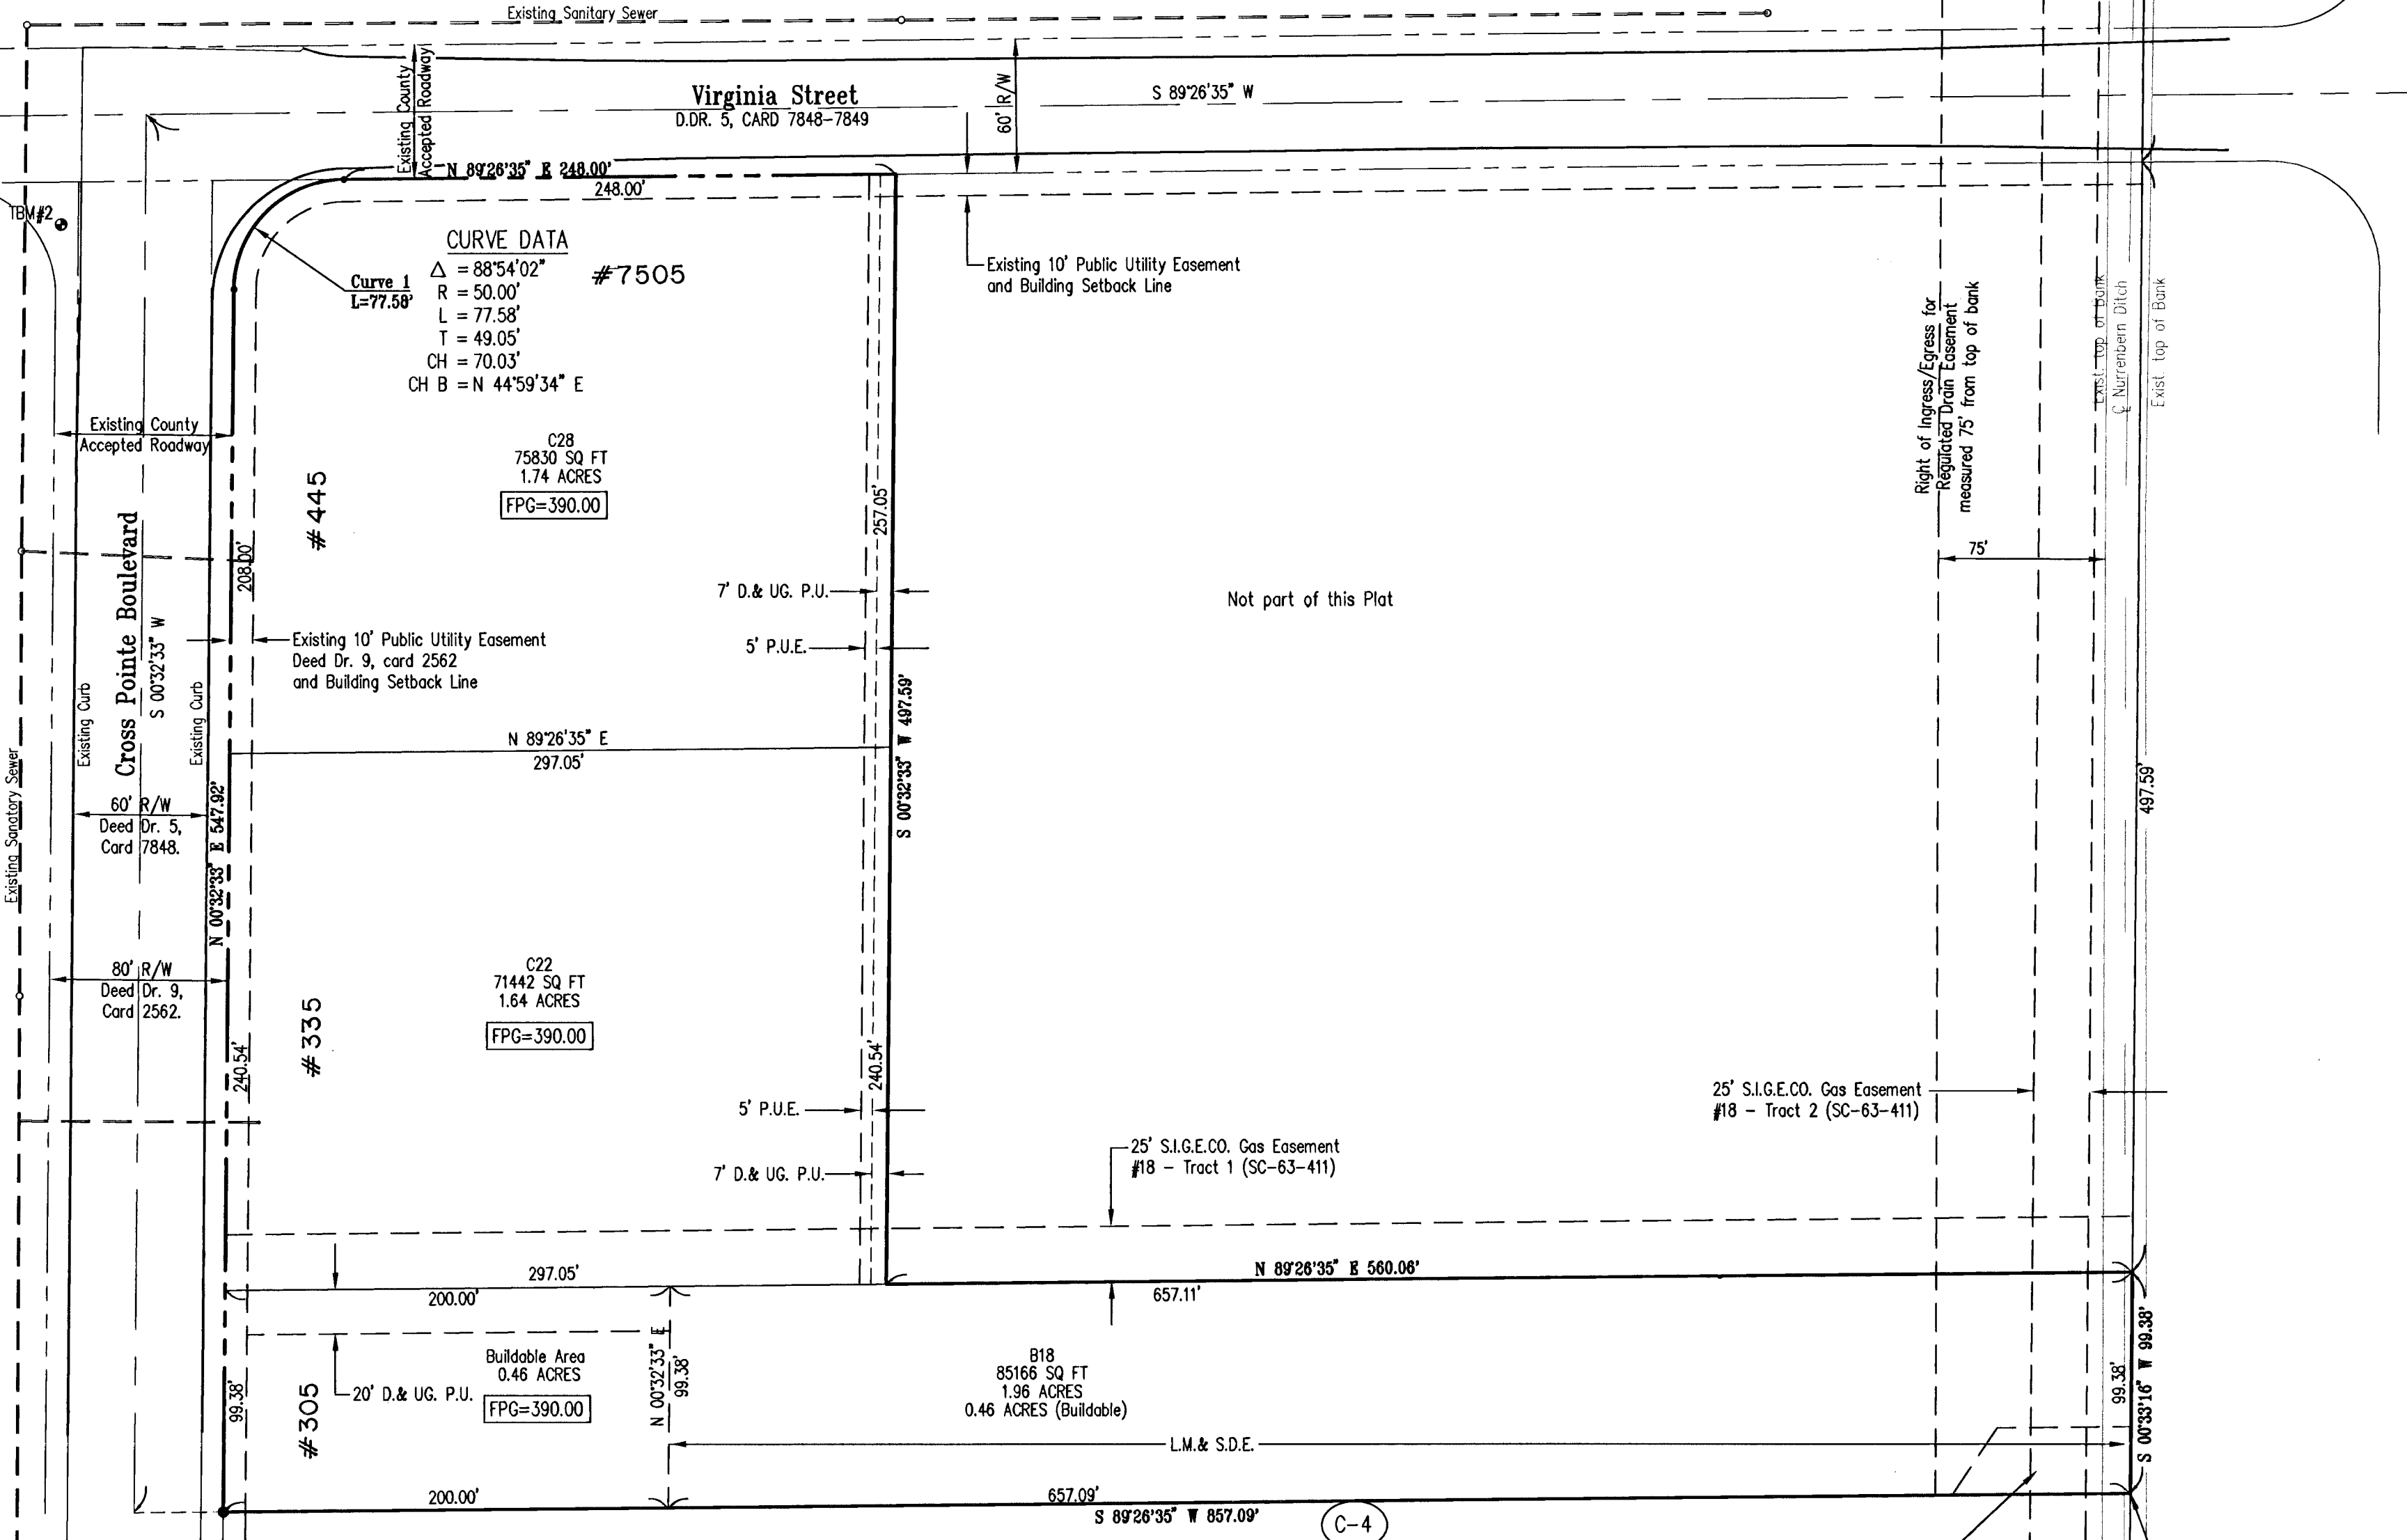 Existing Sanitary Sewer
Existing County
Accepted Roadway
Virginia Street
D.DR. 5, CARD 7848-7849
60' R/W
S 89°26'35" W
N 89°26'35" E 248.00'
248.00'
TBM#2
CURVE DATA
Δ = 88°54'02"
R = 50.00'
L = 77.58'
T = 49.05'
CH = 70.03'
CH B = N 44°59'34" E
#7505
Curve 1
L=77.58'
Existing 10' Public Utility Easement
and Building Setback Line
Right of Ingress/Egress for
Regulated Drain Easement
measured 75' from top of bank
Exist. top of Bank
℄ Nurrenbern Ditch
Exist. top of Bank
Existing County
Accepted Roadway
C28
75830 SQ FT
1.74 ACRES
FPG=390.00
#445
257.05'
208.00'
75'
Cross Pointe Boulevard
S 00°32'33" W
7' D.& UG. P.U.
5' P.U.E.
Not part of this Plat
Existing 10' Public Utility Easement
Deed Dr. 9, card 2562
and Building Setback Line
Existing Curb
Existing Curb
S 00°32'33" W 497.59'
N 89°26'35" E
297.05'
Existing Sanatory Sewer
60' R/W
Deed Dr. 5,
Card 7848.
N 00°32'33" E 547.92'
497.59'
80' R/W
Deed Dr. 9,
Card 2562.
C22
71442 SQ FT
1.64 ACRES
FPG=390.00
#335
240.54'
240.54'
5' P.U.E.
7' D.& UG. P.U.
25' S.I.G.E.CO. Gas Easement
#18 - Tract 2 (SC-63-411)
25' S.I.G.E.CO. Gas Easement
#18 - Tract 1 (SC-63-411)
297.05'
200.00'
N 89°26'35" E 560.06'
657.11'
Buildable Area
0.46 ACRES
FPG=390.00
20' D.& UG. P.U.
#305
99.38'
N 00°32'33" E
99.38'
B18
85166 SQ FT
1.96 ACRES
0.46 ACRES (Buildable)
L.M.& S.D.E.
99.38'
S 00°33'16" W 99.38'
200.00'
657.09'
S 89°26'35" W 857.09'
C-4